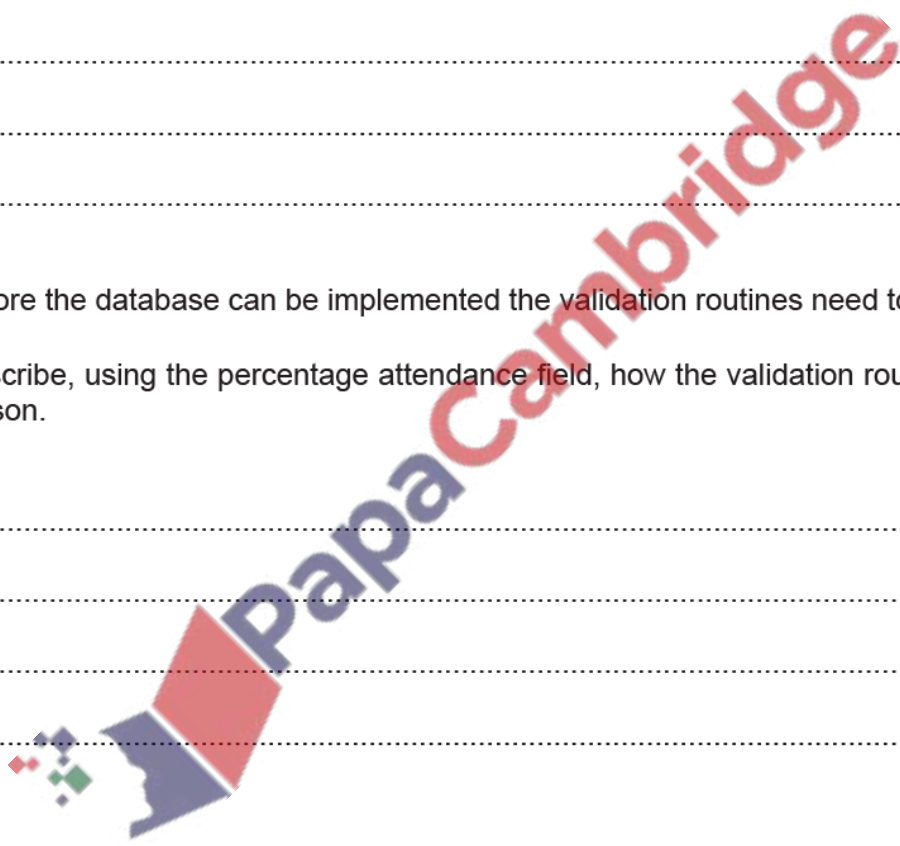 ore the database can be implemented the validation routines need to
cribe, using the percentage attendance field, how the validation rou
son.
PapaCambridge